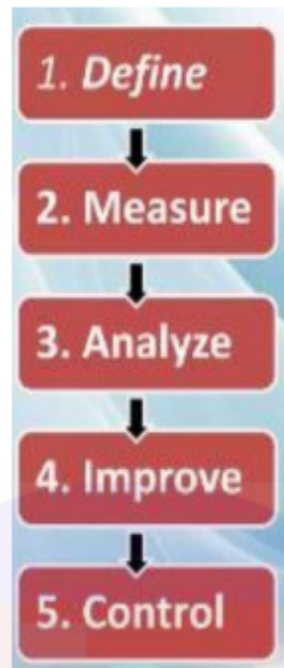 1. Define
2. Measure
3. Analyze
4. Improve
5. Control